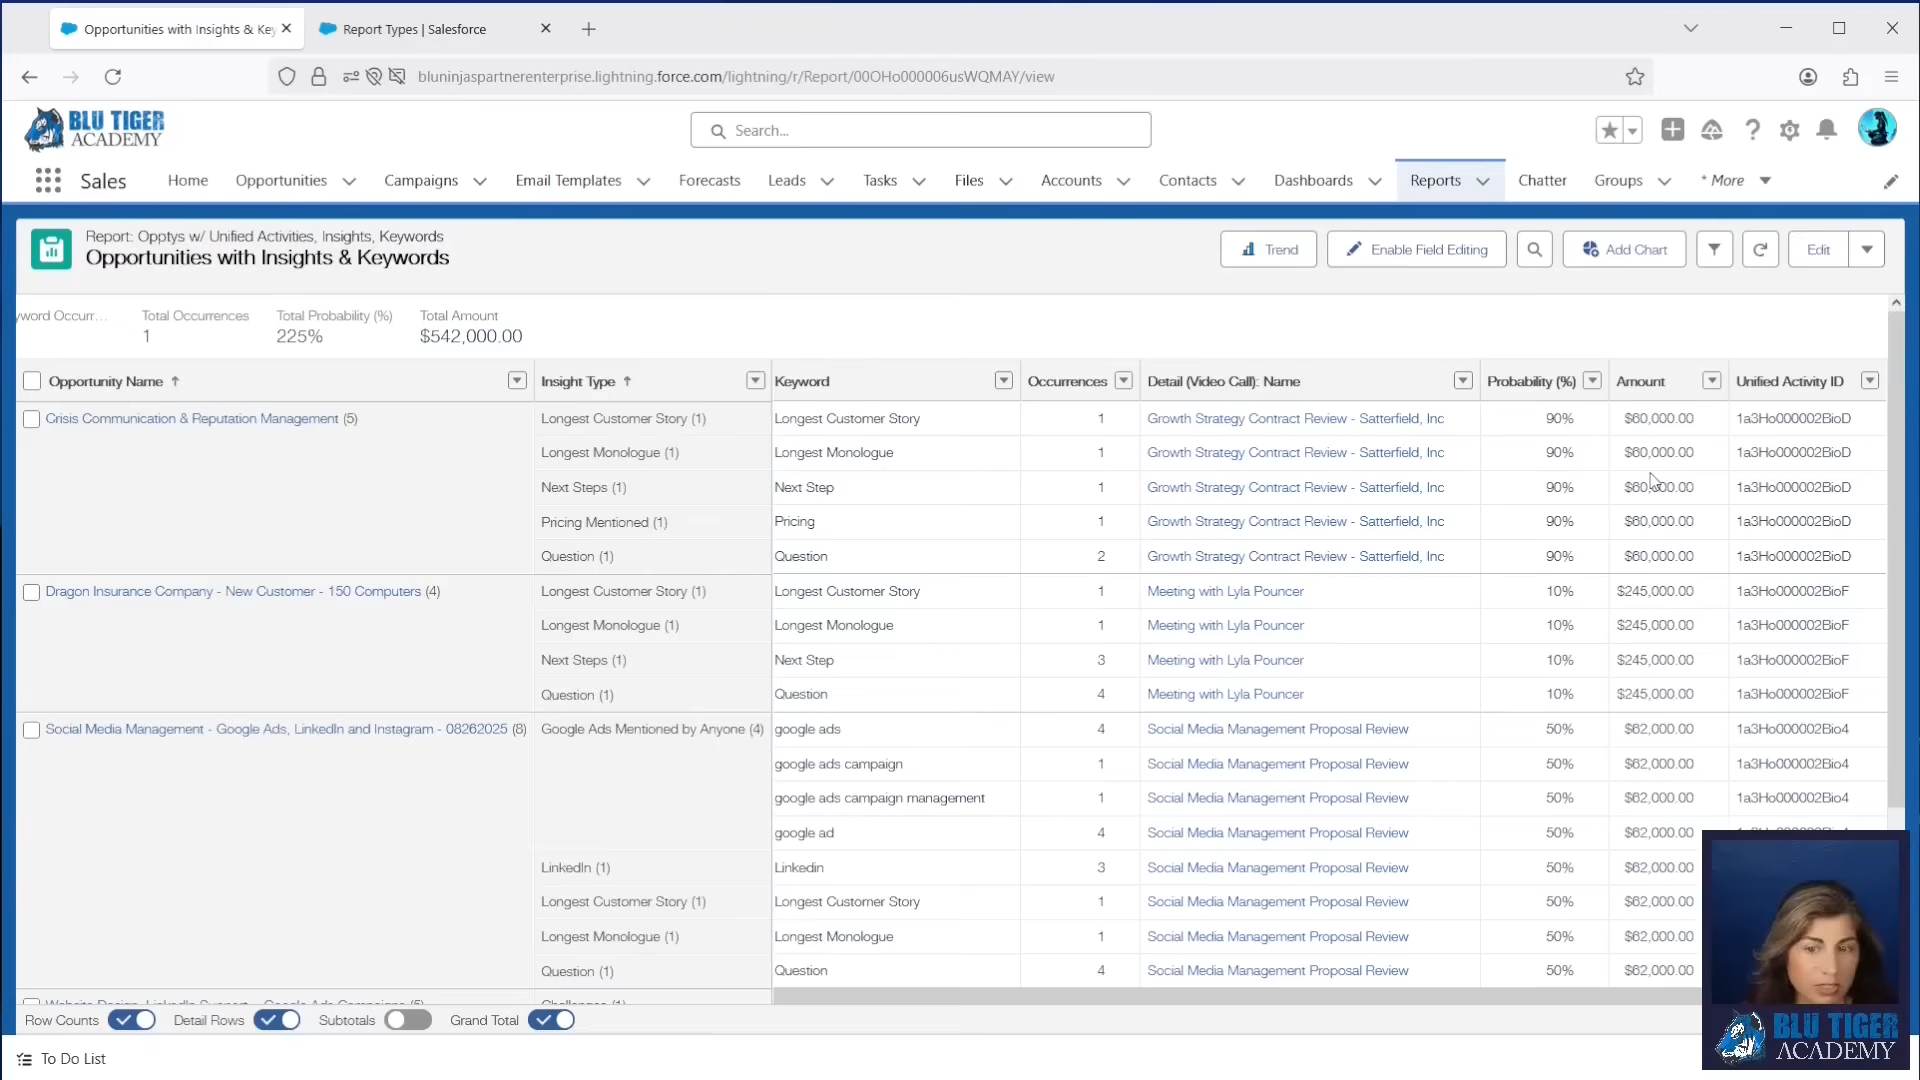 Opportunities with Insights & Key
Report Types | Salesforce
bluninjaspartnerenterprise.lightning.force.com/lightning/r/Report/00OHo000006usWQMAY/view
BLU TIGER
ACADEMY
Search...
Sales
Home
Opportunities
Campaigns
Email Templates
Forecasts
Leads
Tasks
Files
Accounts
Contacts
Dashboards
Reports
Chatter
Groups
* More
Report: Opptys w/ Unified Activities, Insights, Keywords
Opportunities with Insights & Keywords
Trend
Enable Field Editing
Add Chart
Edit
yword Occurr...
Total Occurrences
1
Total Probability (%)
225%
Total Amount
$542,000.00
Opportunity Name ↑
Insight Type ↑
Keyword
Occurrences
Detail (Video Call): Name
Probability (%)
Amount
Unified Activity ID
Crisis Communication & Reputation Management (5)
Longest Customer Story (1) Longest Customer Story 1 Growth Strategy Contract Review - Satterfield, Inc 90% $60,000.00 1a3Ho000002BioD
Longest Monologue (1) Longest Monologue 1 Growth Strategy Contract Review - Satterfield, Inc 90% $60,000.00 1a3Ho000002BioD
Next Steps (1) Next Step 1 Growth Strategy Contract Review - Satterfield, Inc 90% $60,000.00 1a3Ho000002BioD
Pricing Mentioned (1) Pricing 1 Growth Strategy Contract Review - Satterfield, Inc 90% $60,000.00 1a3Ho000002BioD
Question (1) Question 2 Growth Strategy Contract Review - Satterfield, Inc 90% $60,000.00 1a3Ho000002BioD
Dragon Insurance Company - New Customer - 150 Computers (4)
Longest Customer Story (1) Longest Customer Story 1 Meeting with Lyla Pouncer 10% $245,000.00 1a3Ho000002BioF
Longest Monologue (1) Longest Monologue 1 Meeting with Lyla Pouncer 10% $245,000.00 1a3Ho000002BioF
Next Steps (1) Next Step 3 Meeting with Lyla Pouncer 10% $245,000.00 1a3Ho000002BioF
Question (1) Question 4 Meeting with Lyla Pouncer 10% $245,000.00 1a3Ho000002BioF
Social Media Management - Google Ads, LinkedIn and Instagram - 08262025 (8)
Google Ads Mentioned by Anyone (4) google ads 4 Social Media Management Proposal Review 50% $62,000.00 1a3Ho000002Bio4
google ads campaign 1 Social Media Management Proposal Review 50% $62,000.00 1a3Ho000002Bio4
google ads campaign management 1 Social Media Management Proposal Review 50% $62,000.00 1a3Ho000002Bio4
google ad 4 Social Media Management Proposal Review 50% $62,000.00
LinkedIn (1) Linkedin 3 Social Media Management Proposal Review 50% $62,000.00
Longest Customer Story (1) Longest Customer Story 1 Social Media Management Proposal Review 50% $62,000.00
Longest Monologue (1) Longest Monologue 1 Social Media Management Proposal Review 50% $62,000.00
Question (1) Question 4 Social Media Management Proposal Review 50% $62,000.00
Row Counts
Detail Rows
Subtotals
Grand Total
To Do List
BLU TIGER
ACADEMY